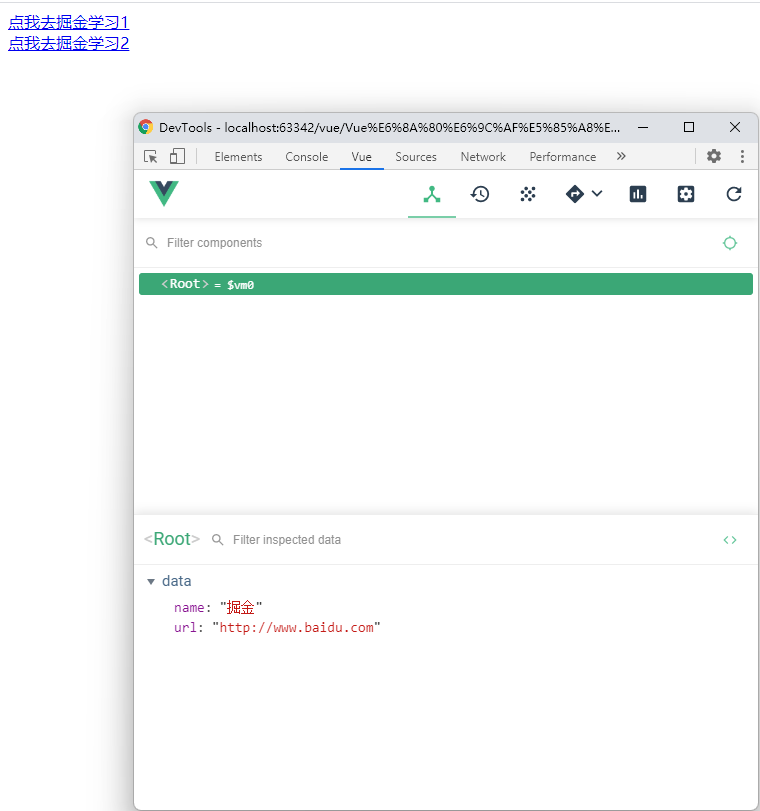 点我去掘金学习1
点我去掘金学习2
DevTools - localhost:63342/vue/Vue%E6%8A%80%E6%9C%AF%E5%85%A8%E...
Elements Console Vue Sources Network Performance »
Filter components
<Root> = $vm0
<Root> Filter inspected data
data
name: "掘金"
url: "http://www.baidu.com"